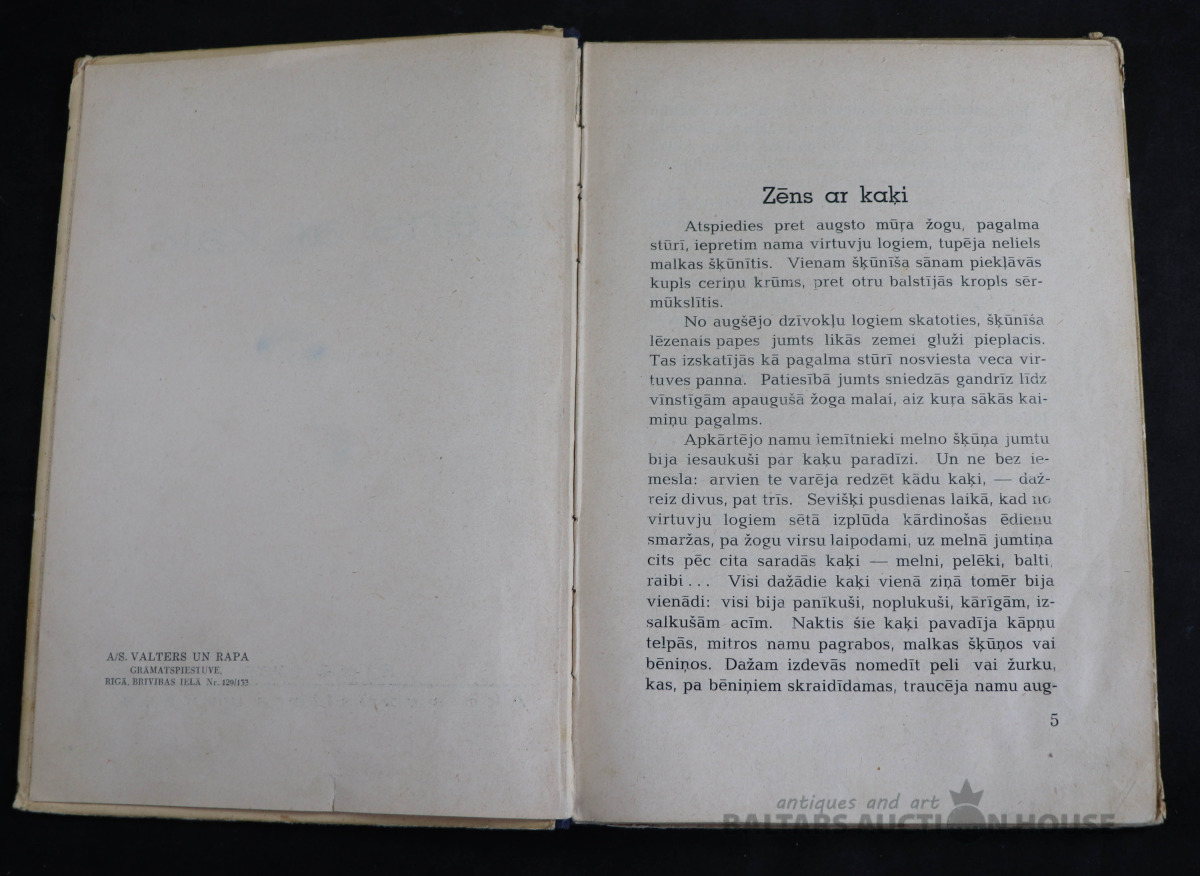 A/S. VALTERS UN RAPA
GRĀMATSPIESTUVE,
RĪGĀ, BRĪVĪBAS IELĀ Nr. 129/133
Zēns ar kaķi
Atspiedies pret augsto mūŗa žogu, pagalma
stūrī, iepretim nama virtuvju logiem, tupēja neliels
malkas šķūnītis. Vienam šķūnīša sānam piekļāvās
kupls ceriņu krūms, pret otru balstījās kropls sēr-
mūkslītis.
No augšējo dzīvokļu logiem skatoties, šķūnīša
lēzenais papes jumts likās zemei gluži pieplacis.
Tas izskatījās kā pagalma stūrī nosviesta veca vir-
tuves panna. Patiesībā jumts sniedzās gandrīz līdz
vīnstīgām apaugušā žoga malai, aiz kuŗa sākās kai-
miņu pagalms.
Apkārtējo namu iemītnieki melno šķūņa jumtu
bija iesaukuši par kaķu paradīzi. Un ne bez ie-
mesla: arvien te varēja redzēt kādu kaķi, — daž-
reiz divus, pat trīs. Sevišķi pusdienas laikā, kad no
virtuvju logiem sētā izplūda kārdinošas ēdienu
smaržas, pa žogu virsu laipodami, uz melnā jumtiņa
cits pēc cita saradās kaķi — melni, pelēki, balti,
raibi . . . Visi dažādie kaķi vienā ziņā tomēr bija
vienādi: visi bija panīkuši, noplukuši, kārīgām, iz-
salkušām acīm. Naktis šie kaķi pavadīja kāpņu
telpās, mitros namu pagrabos, malkas šķūņos vai
bēniņos. Dažam izdevās nomedīt peli vai žurku,
kas, pa bēniņiem skraidīdamas, traucēja namu aug-
5
antiques and art
BALTARS AUCTION HOUSE